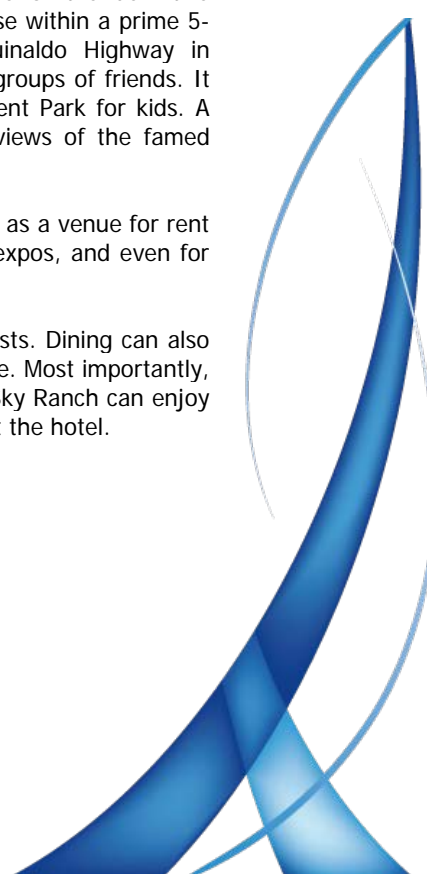 se within a prime 5-
uinaldo Highway in
groups of friends. It
ent Park for kids. A
views of the famed
as a venue for rent
expos, and even for
sts. Dining can also
e. Most importantly,
Sky Ranch can enjoy
t the hotel.